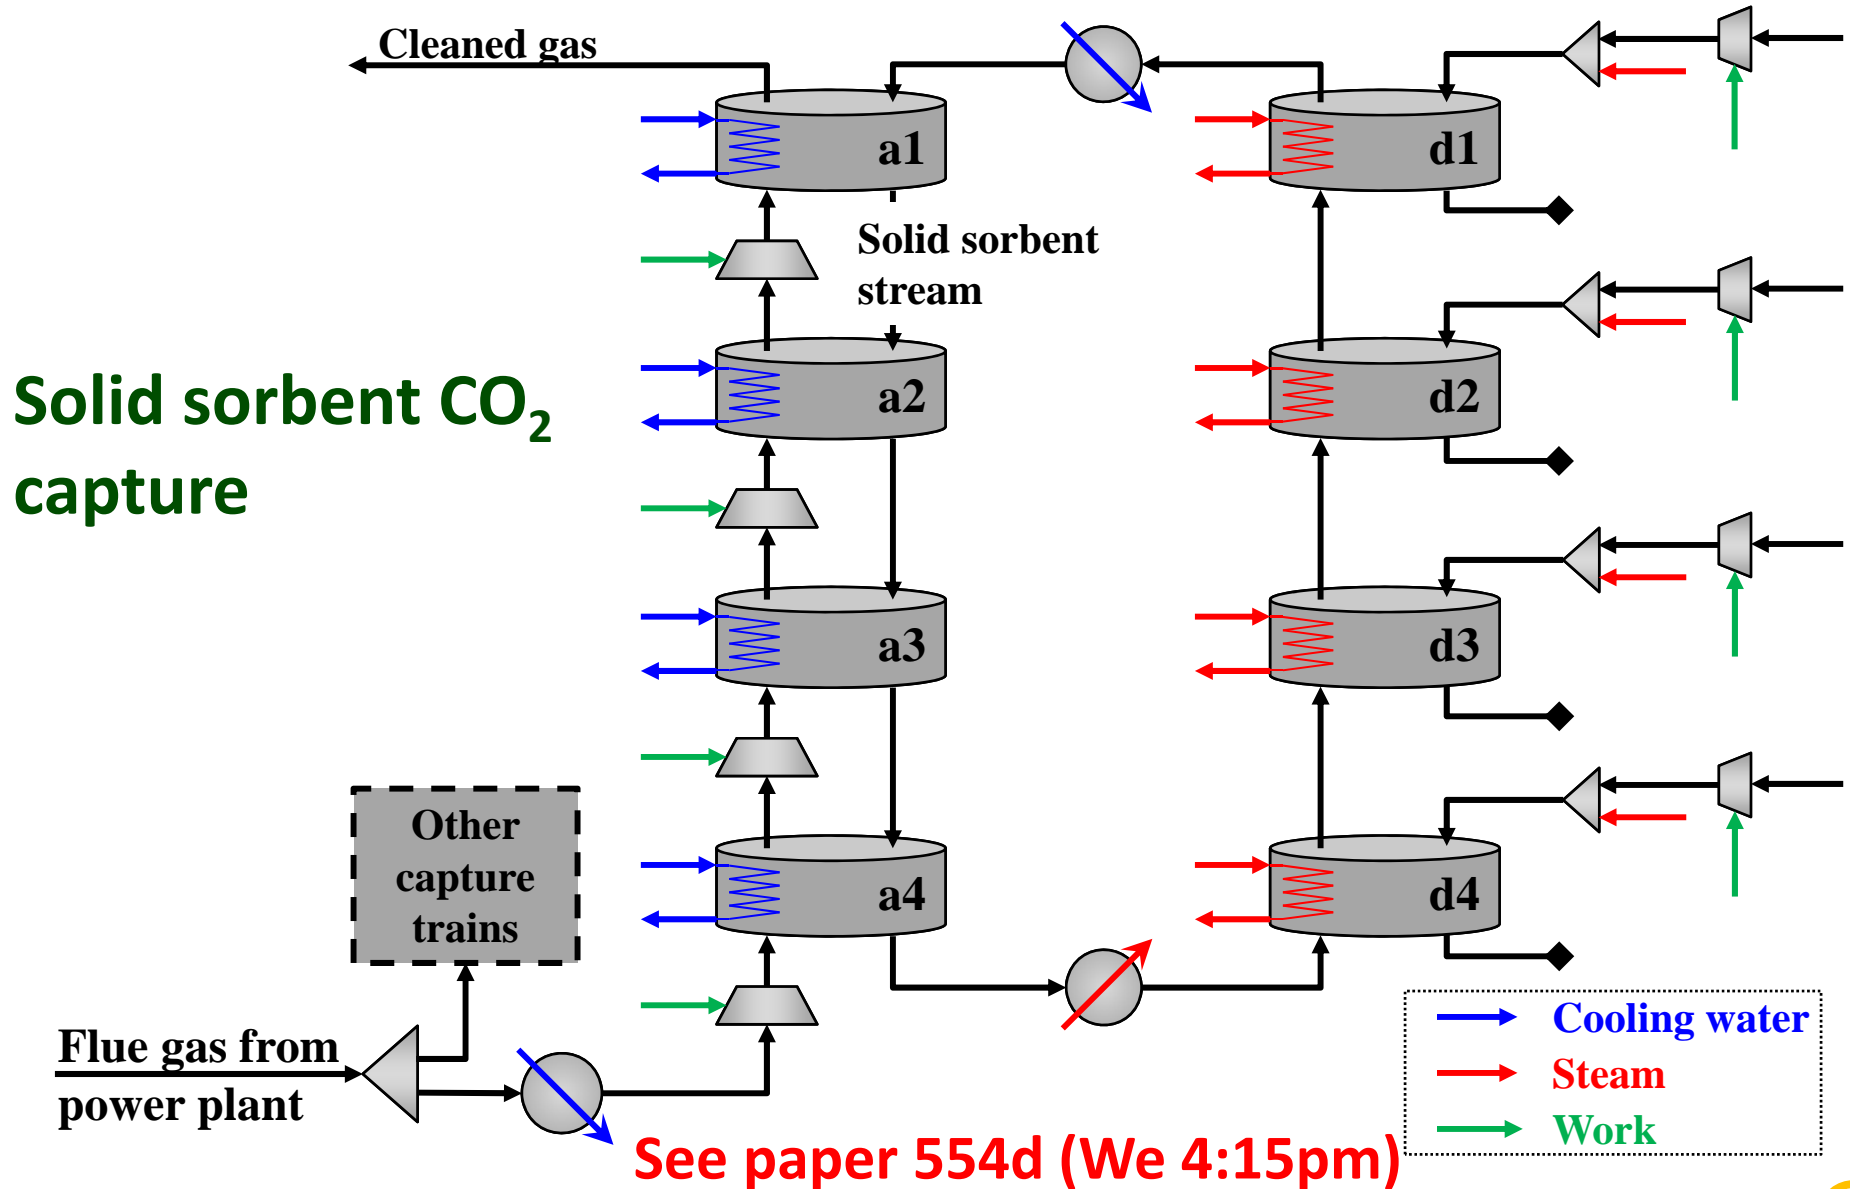 Cleaned gas
a1
d1
Solid sorbent
stream
Solid sorbent CO2
capture
a2
d2
a3
d3
Other
capture
trains
a4
d4
Flue gas from
power plant
Cooling water
Steam
Work
See paper 554d (We 4:15pm)